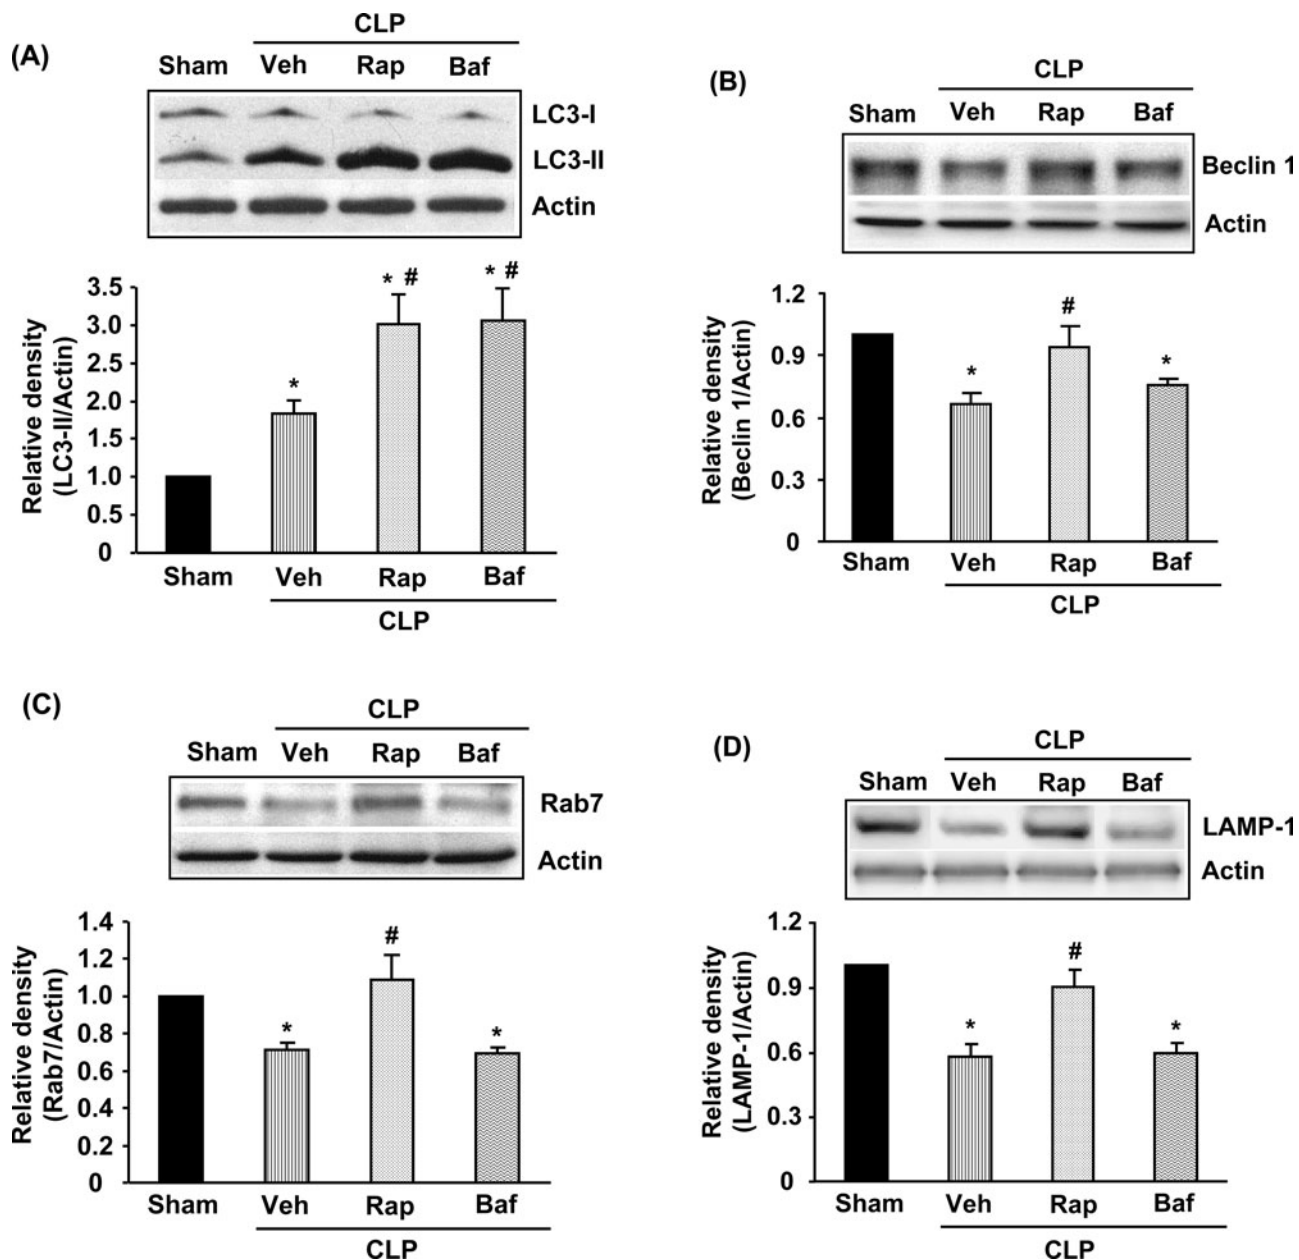 (A)
CLP
Sham Veh Rap Baf
LC3-I
LC3-II
Actin
Relative density
(LC3-II/Actin)
3.5
3.0
2.5
2.0
1.5
1.0
0.5
0
*
* #
* #
Sham Veh Rap Baf
CLP
(B)
CLP
Sham Veh Rap Baf
Beclin 1
Actin
Relative density
(Beclin 1/Actin)
1.2
0.9
0.6
0.3
0
*
#
*
Sham Veh Rap Baf
CLP
(C)
CLP
Sham Veh Rap Baf
Rab7
Actin
Relative density
(Rab7/Actin)
1.4
1.2
1.0
0.8
0.6
0.4
0.2
0
*
#
*
Sham Veh Rap Baf
CLP
(D)
CLP
Sham Veh Rap Baf
LAMP-1
Actin
Relative density
(LAMP-1/Actin)
1.2
0.9
0.6
0.3
0
*
#
*
Sham Veh Rap Baf
CLP